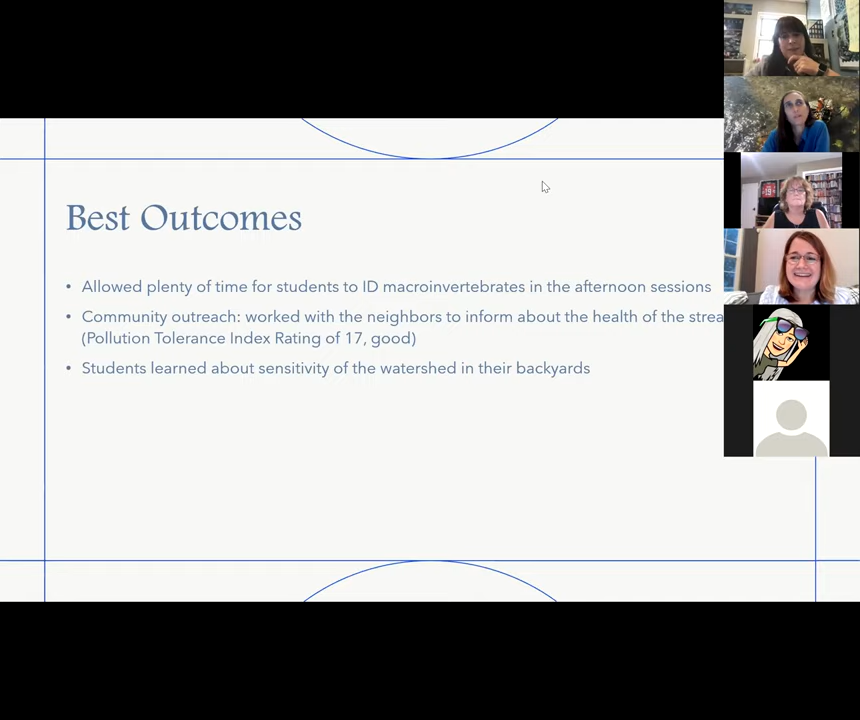 Best Outcomes
• Allowed plenty of time for students to ID macroinvertebrates in the afternoon sessions
• Community outreach: worked with the neighbors to inform about the health of the strea
(Pollution Tolerance Index Rating of 17, good)
• Students learned about sensitivity of the watershed in their backyards